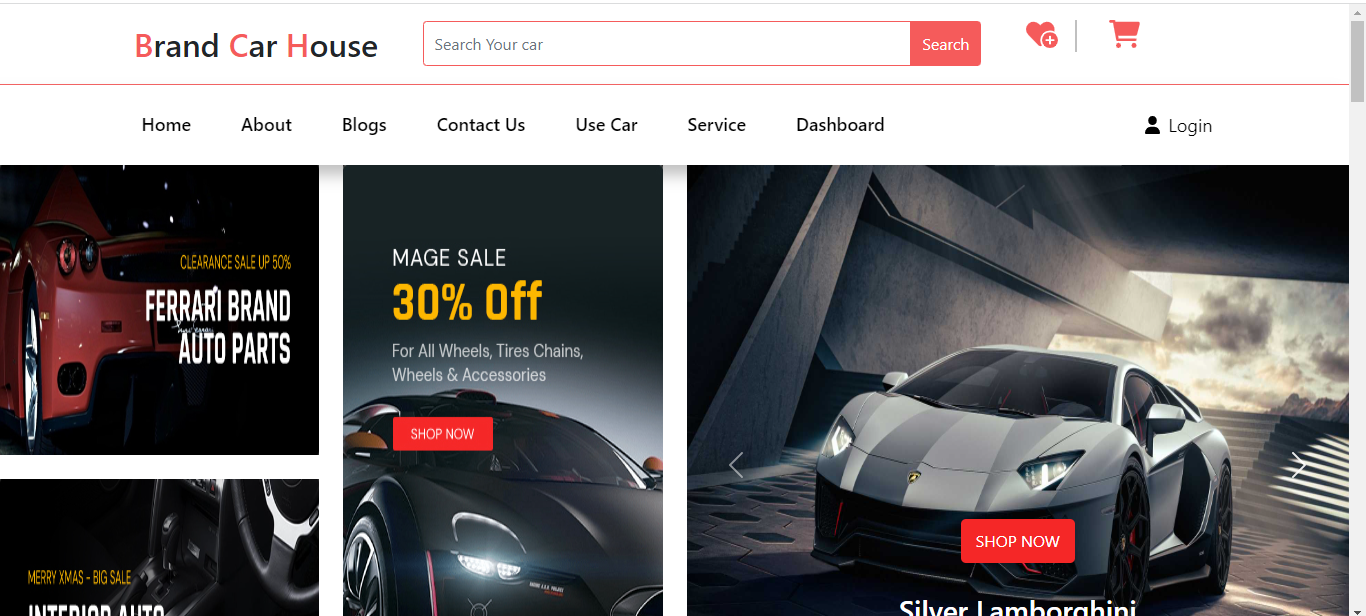 Brand Car House
Search Your car
Search
Home
About
Blogs
Contact Us
Use Car
Service
Dashboard
Login
CLEARANCE SALE UP 50%
FERRARI BRAND
AUTO PARTS
MERRY XMAS - BIG SALE
INTERIOR AUTO
MAGE SALE
30% Off
For All Wheels, Tires Chains,
Wheels & Accessories
SHOP NOW
SHOP NOW
Silver Lamborghini